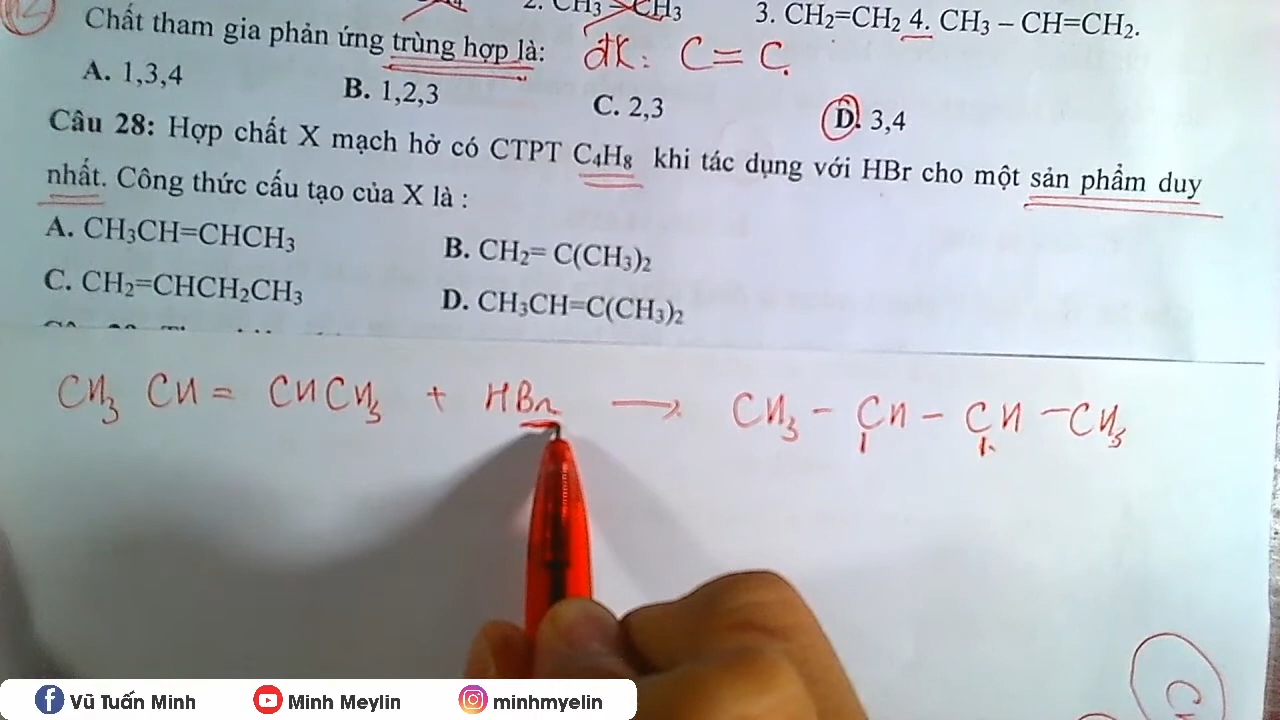 2. CH₃ – CH₃ 3. CH₂=CH₂ 4. CH₃ – CH=CH₂.
Chất tham gia phản ứng trùng hợp là: đk: C = C.
A. 1,3,4 B. 1,2,3 C. 2,3 D. 3,4
Câu 28: Hợp chất X mạch hở có CTPT C₄H₈ khi tác dụng với HBr cho một sản phẩm duy
nhất. Công thức cấu tạo của X là :
A. CH₃CH=CHCH₃ B. CH₂= C(CH₃)₂
C. CH₂=CHCH₂CH₃ D. CH₃CH=C(CH₃)₂
CH₃ CH = CHCH₃ + HBr → CH₃ – CH – CH – CH₃
Vũ Tuấn Minh Minh Meylin minhmyelin